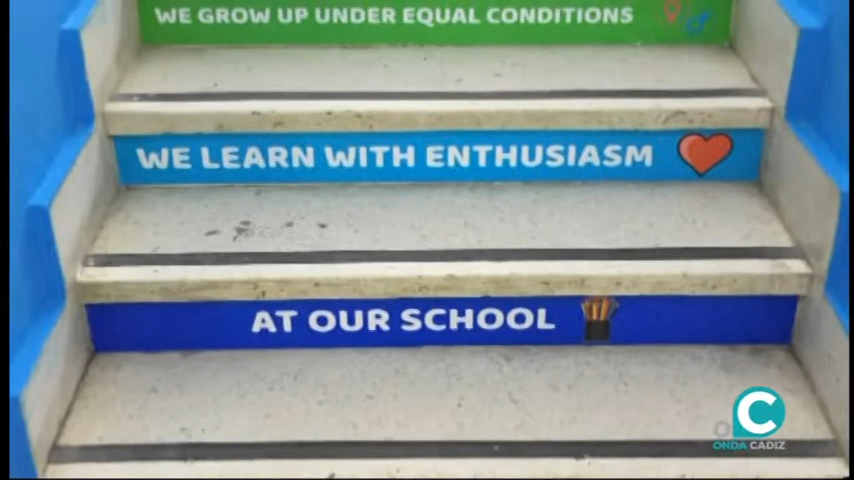 WE GROW UP UNDER EQUAL CONDITIONS
WE LEARN WITH ENTHUSIASM
AT OUR SCHOOL
C
ONDA CADIZ